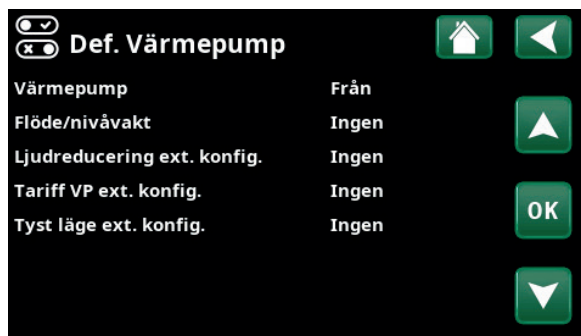 Def. Värmepump
Värmepump Från
Flöde/nivåvakt Ingen
Ljudreducering ext. konfig. Ingen
Tariff VP ext. konfig. Ingen
OK
Tyst läge ext. konfig. Ingen